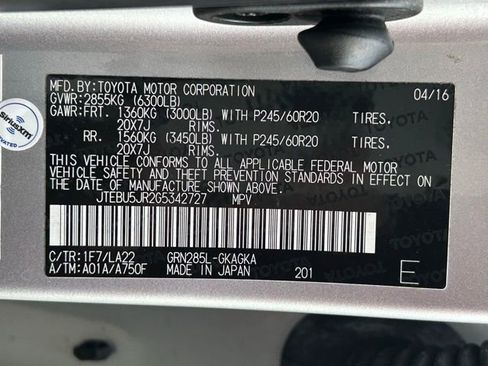 MFD.BY:TOYOTA MOTOR CORPORATION 04/16
GVWR:2855KG (6300LB)
GAWR:FRT. 1360KG (3000LB) WITH P245/60R20 TIRES.
20X7J RIMS.
RR. 1560KG (3450LB) WITH P245/60R20 TIRES.
20X7J RIMS.
THIS VEHICLE CONFORMS TO ALL APPLICABLE FEDERAL MOTOR
VEHICLE SAFETY AND THEFT PREVENTION STANDARDS IN EFFECT ON
THE DATE OF MANUFACTURE SHOWN ABOVE.
JTEBU5JR2G5342727 MPV
C/TR:1F7/LA22 GRN285L-GKAGKA
A/TM:A01A/A750F MADE IN JAPAN 201 E
siriusxm